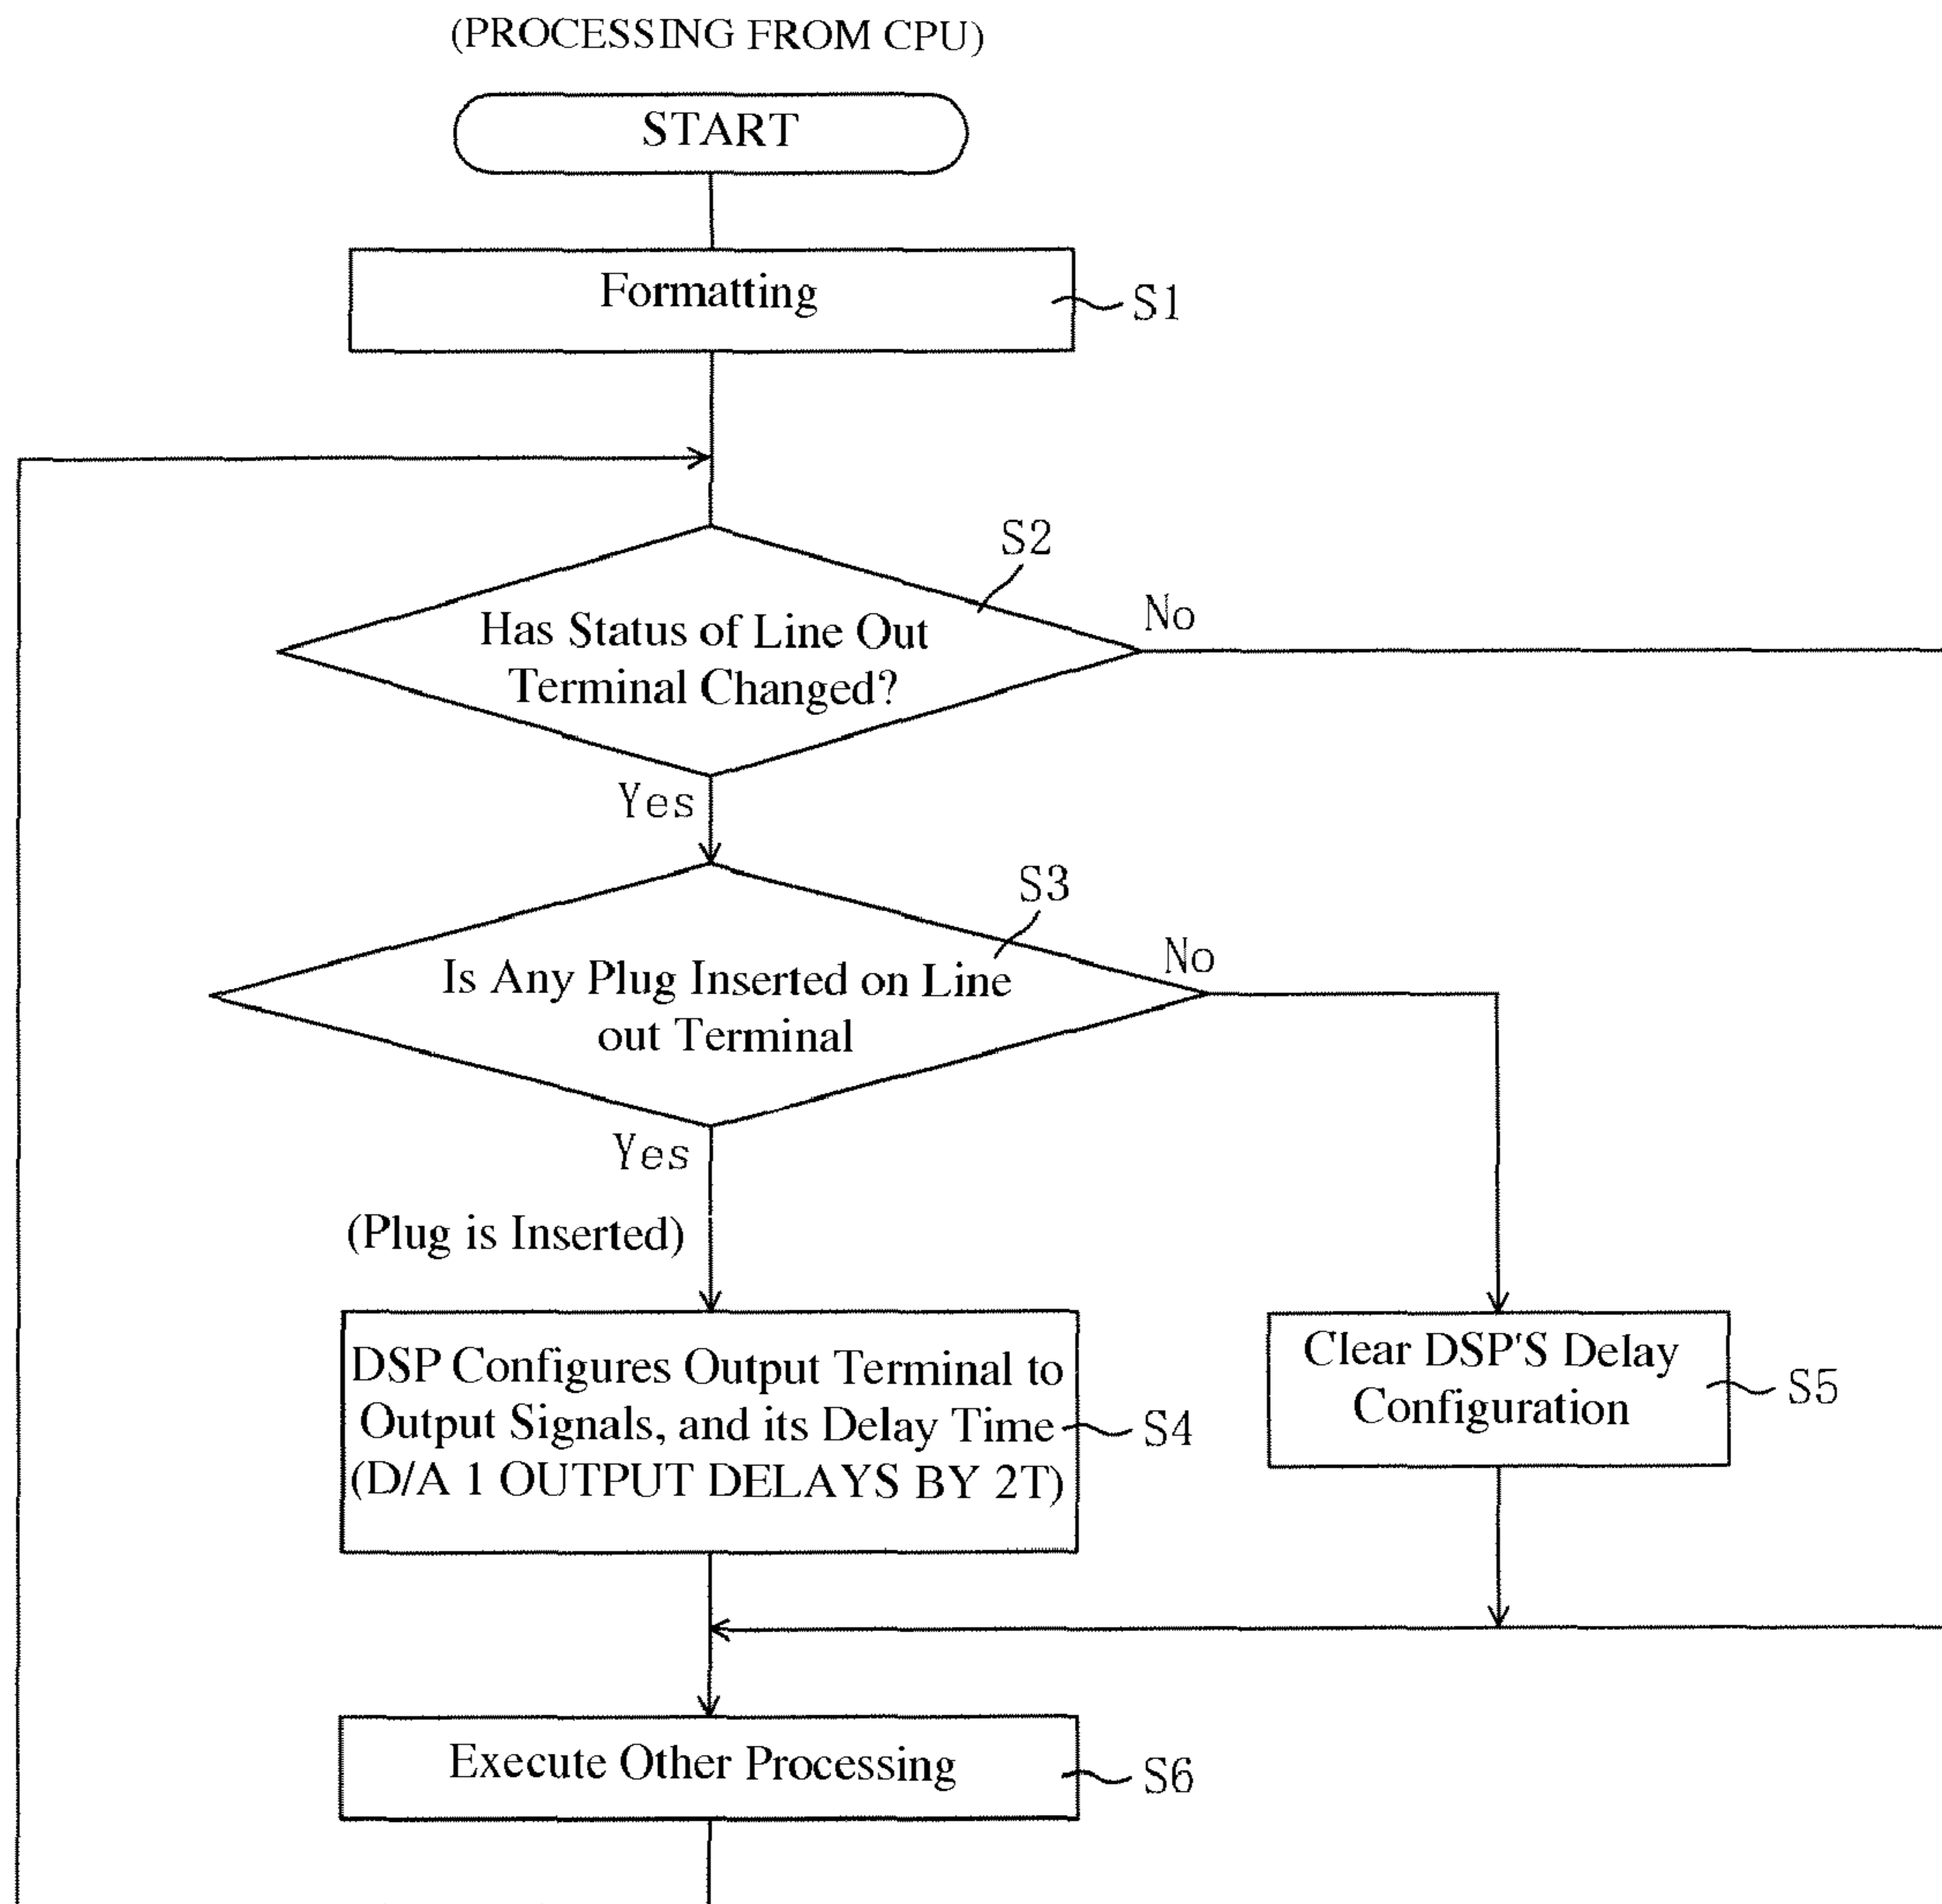 (PROCESSING FROM CPU)
START
Formatting
S1
S2
No
Has Status of Line Out
Terminal Changed?
Yes
S3
No
Is Any Plug Inserted on Line
out Terminal
Yes
(Plug is Inserted)
DSP Configures Output Terminal to
Output Signals, and its Delay Time
(D/A 1 OUTPUT DELAYS BY 2T)
S4
Clear DSP'S Delay
Configuration
S5
Execute Other Processing
S6